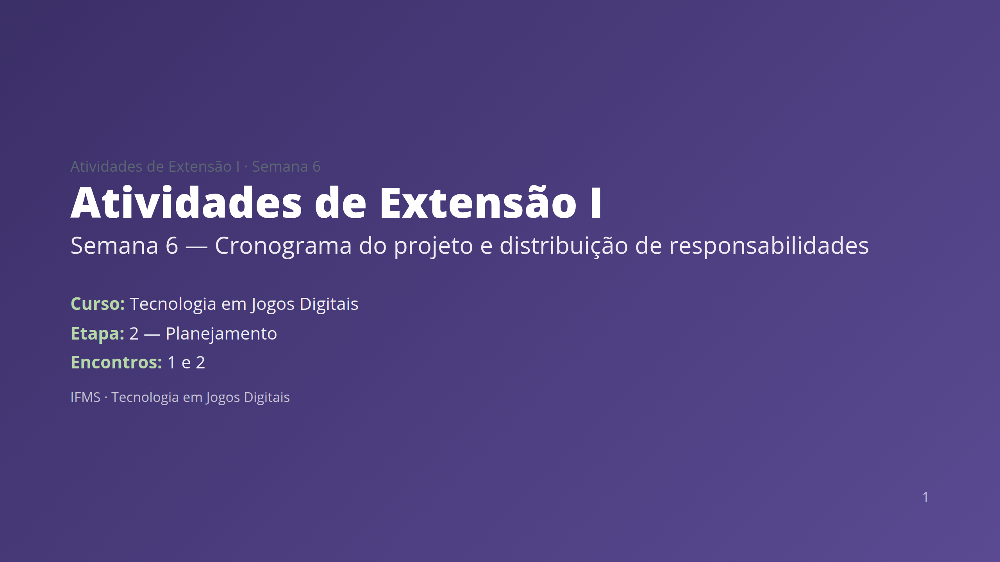 Atividades de Extensão I · Semana 6
Atividades de Extensão I
Semana 6 — Cronograma do projeto e distribuição de responsabilidades
Curso: Tecnologia em Jogos Digitais
Etapa: 2 — Planejamento
Encontros: 1 e 2
IFMS · Tecnologia em Jogos Digitais
1